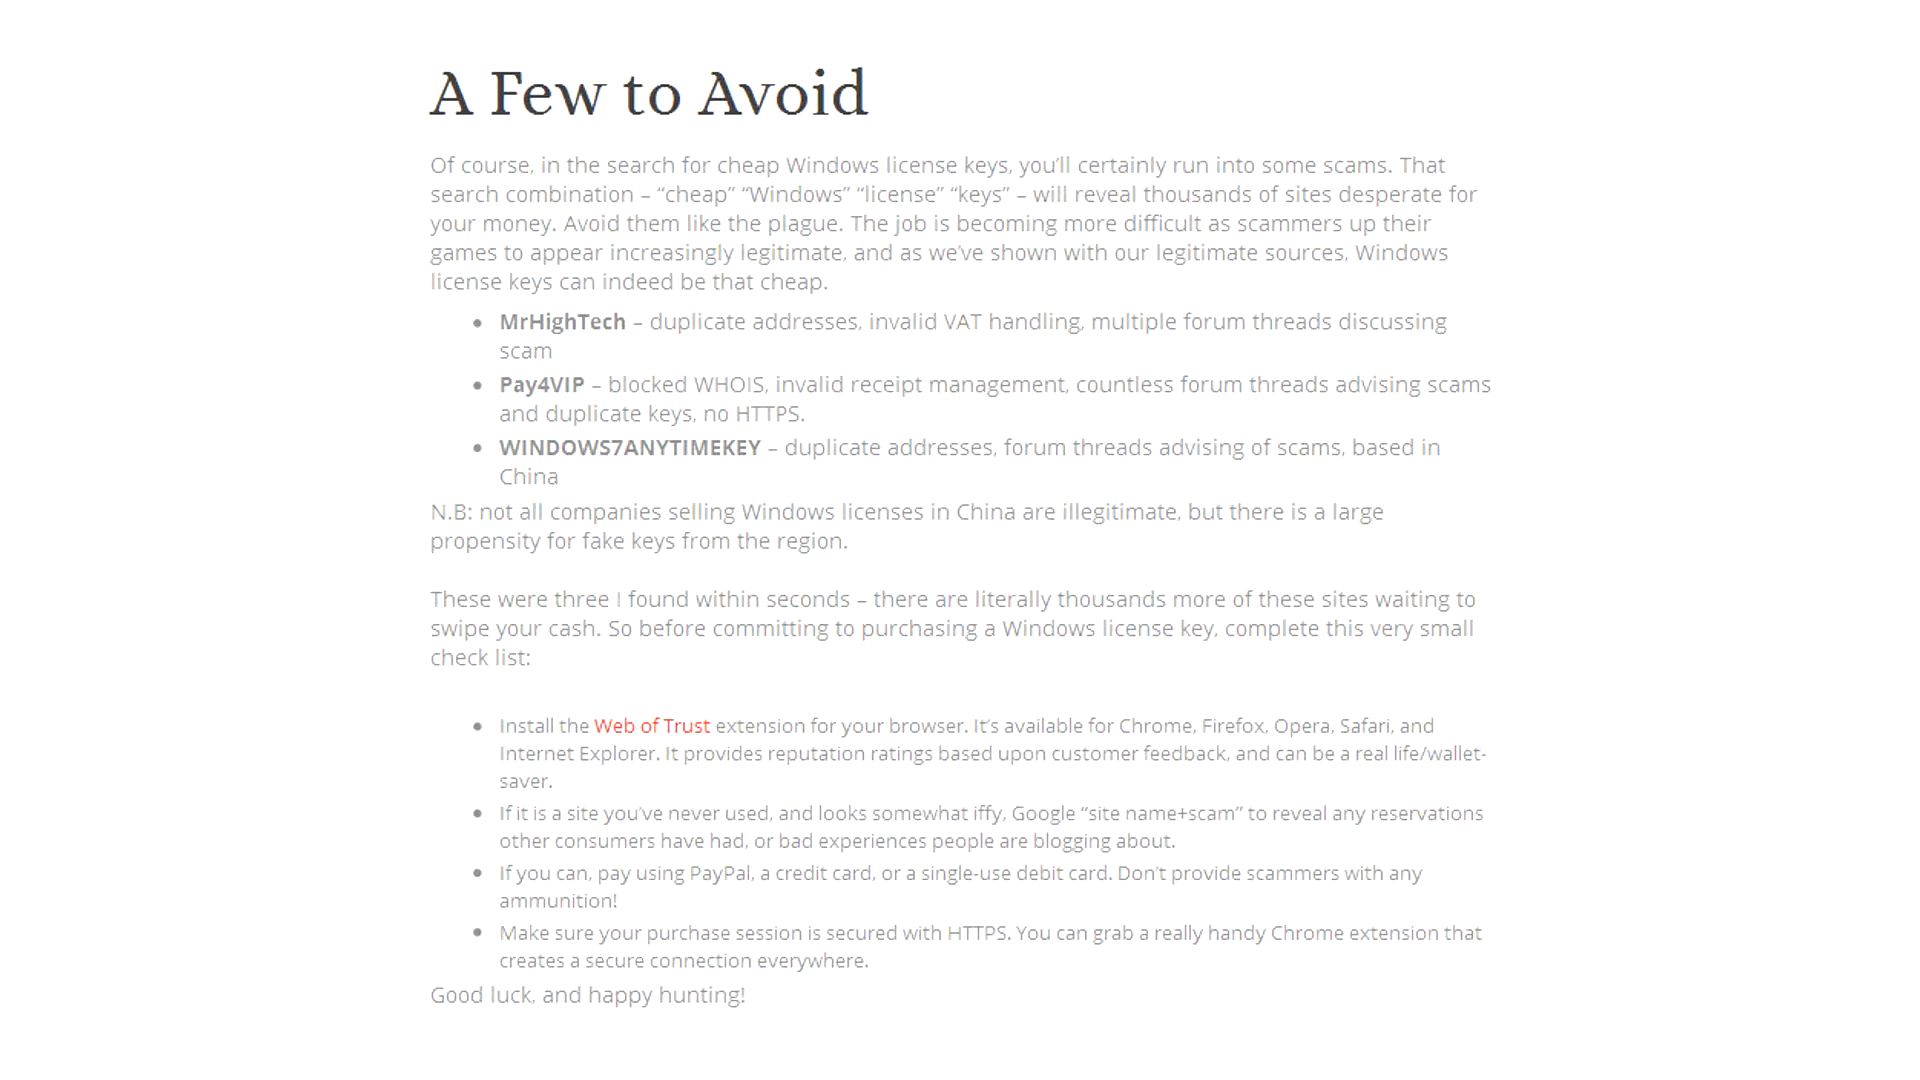 A Few to Avoid
Of course, in the search for cheap Windows license keys, you’ll certainly run into some scams. That
search combination – “cheap” “Windows” “license” “keys” – will reveal thousands of sites desperate for
your money. Avoid them like the plague. The job is becoming more difficult as scammers up their
games to appear increasingly legitimate, and as we’ve shown with our legitimate sources, Windows
license keys can indeed be that cheap.
• MrHighTech – duplicate addresses, invalid VAT handling, multiple forum threads discussing
scam
• Pay4VIP – blocked WHOIS, invalid receipt management, countless forum threads advising scams
and duplicate keys, no HTTPS.
• WINDOWS7ANYTIMEKEY – duplicate addresses, forum threads advising of scams, based in
China
N.B: not all companies selling Windows licenses in China are illegitimate, but there is a large
propensity for fake keys from the region.
These were three I found within seconds – there are literally thousands more of these sites waiting to
swipe your cash. So before committing to purchasing a Windows license key, complete this very small
check list:
• Install the Web of Trust extension for your browser. It’s available for Chrome, Firefox, Opera, Safari, and
Internet Explorer. It provides reputation ratings based upon customer feedback, and can be a real life/wallet-
saver.
• If it is a site you’ve never used, and looks somewhat iffy, Google “site name+scam” to reveal any reservations
other consumers have had, or bad experiences people are blogging about.
• If you can, pay using PayPal, a credit card, or a single-use debit card. Don’t provide scammers with any
ammunition!
• Make sure your purchase session is secured with HTTPS. You can grab a really handy Chrome extension that
creates a secure connection everywhere.
Good luck, and happy hunting!